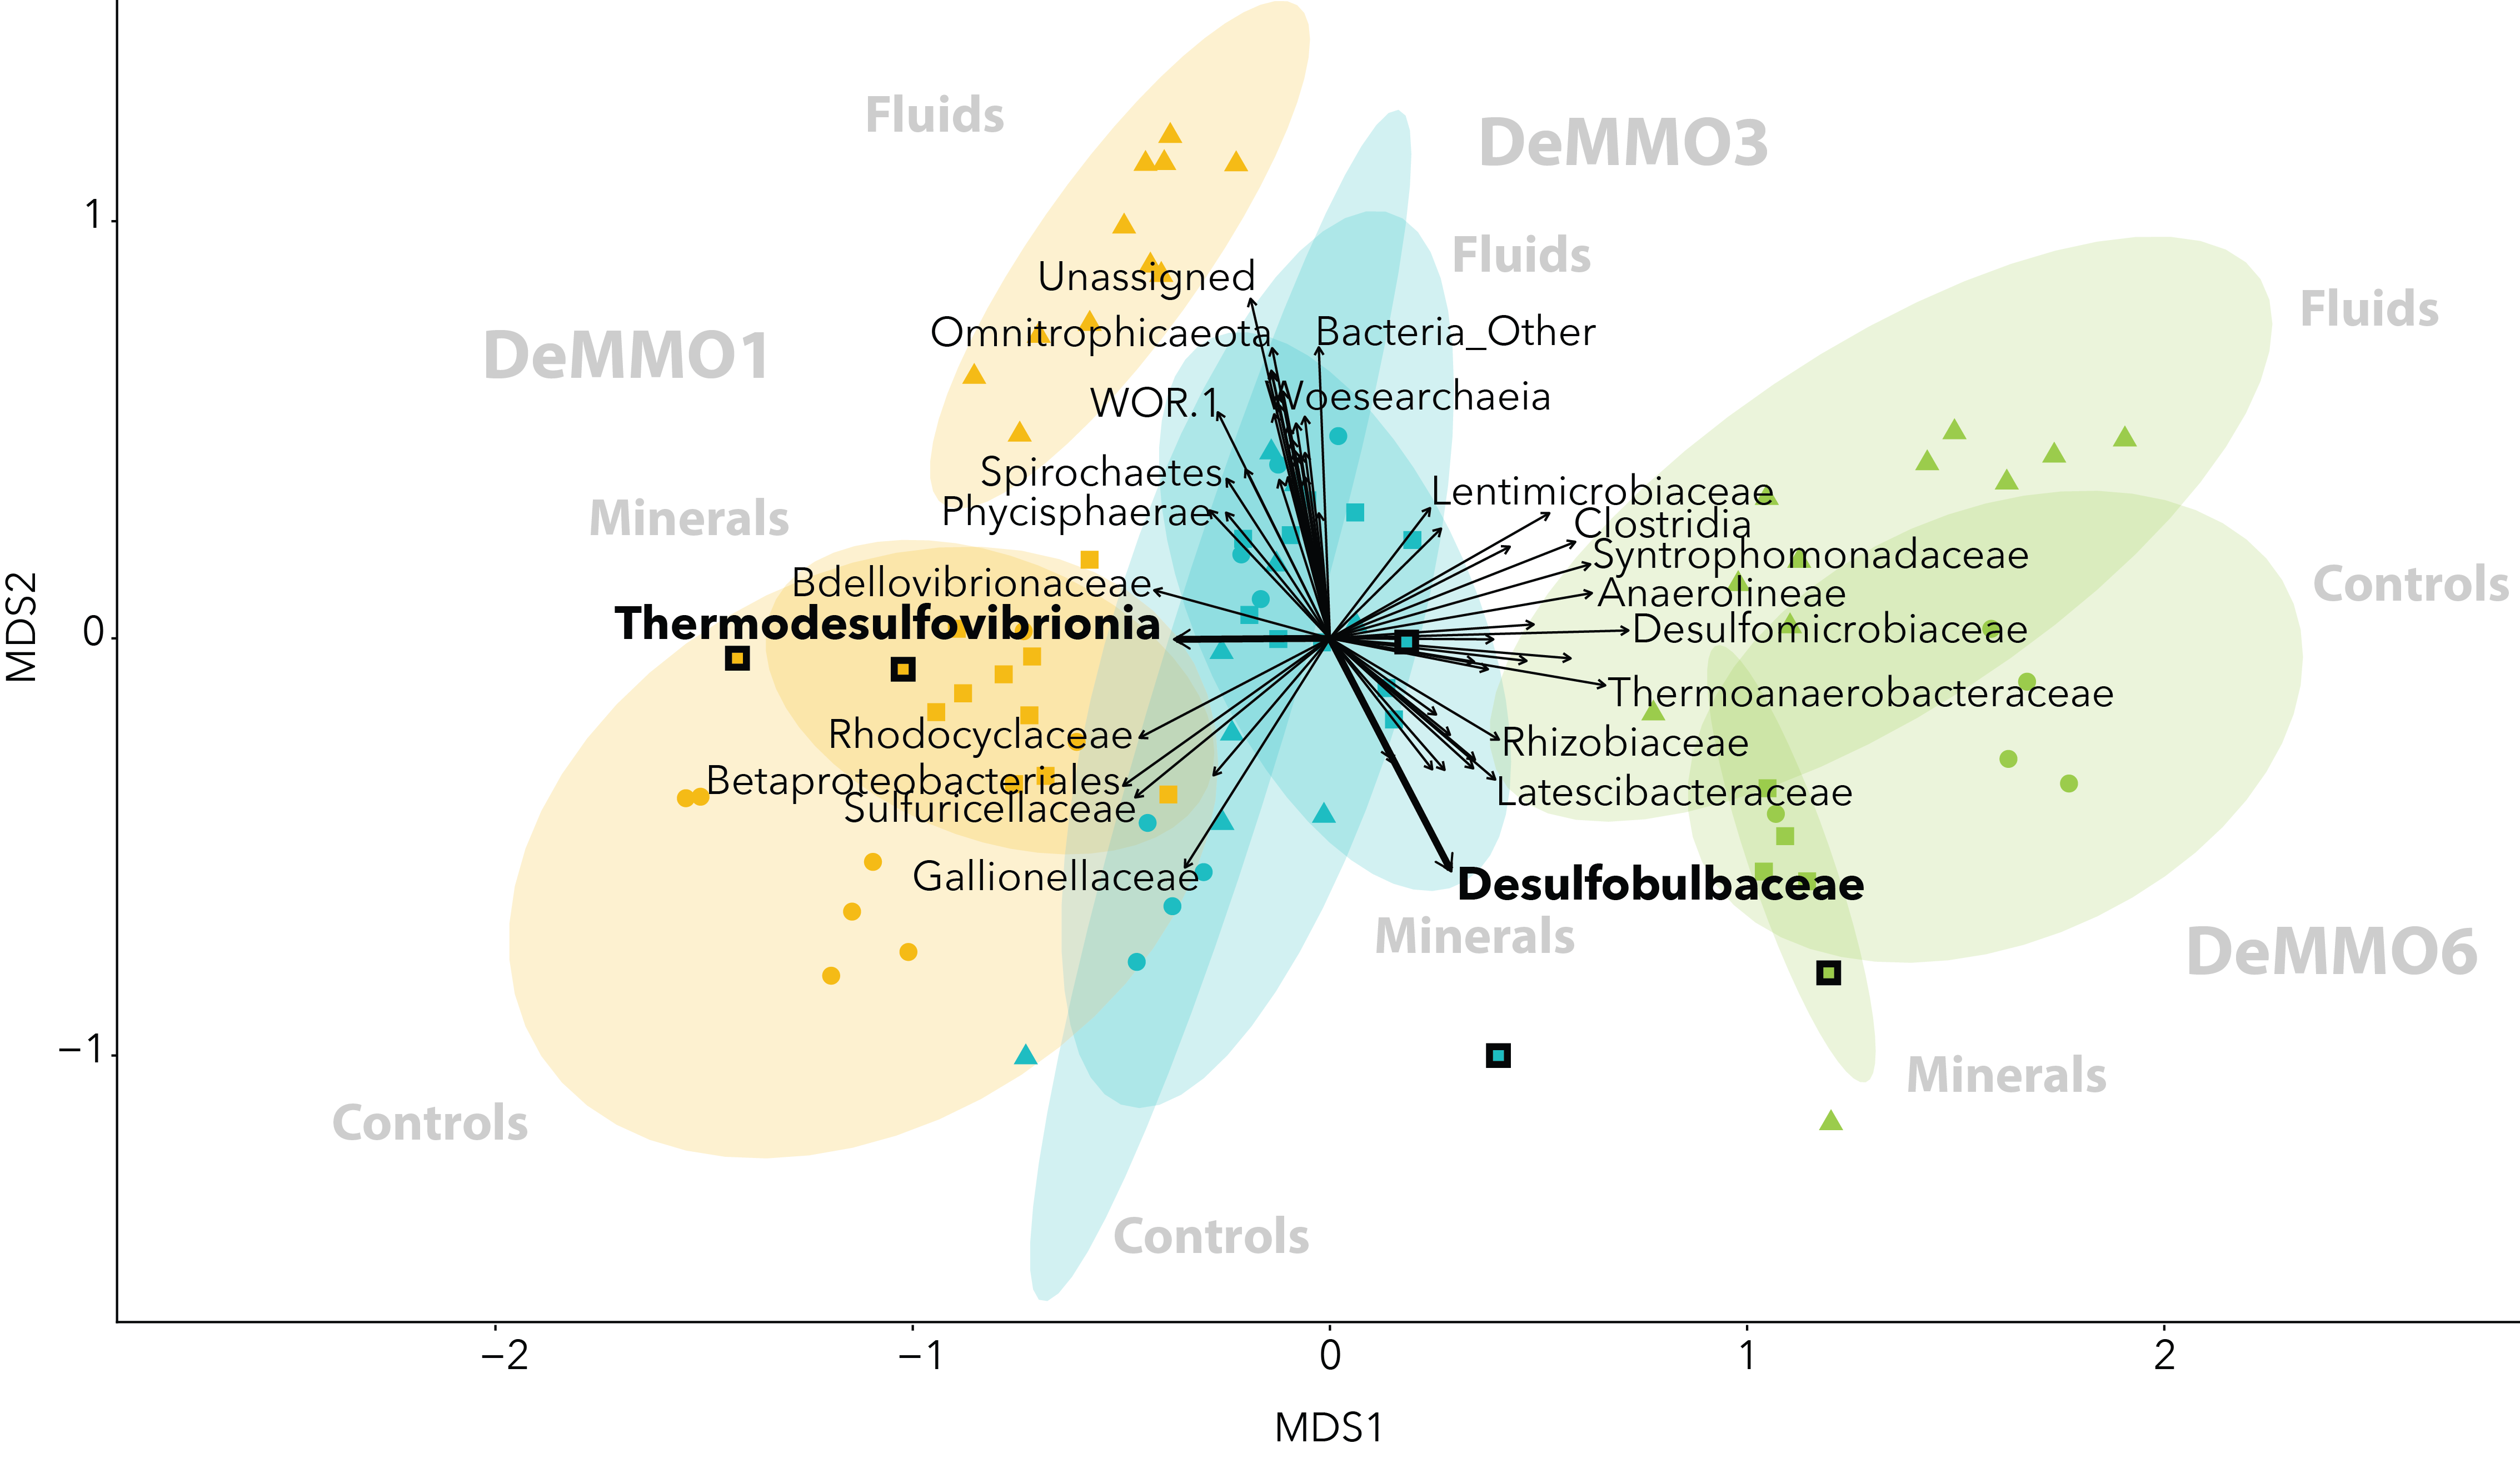 Fluids
DeMMO3
1
Fluids
Unassigned
Fluids
Omnitrophicaeota
Bacteria_Other
DeMMO1
WOR.1
Woesearchaeia
Spirochaetes
Lentimicrobiaceae
Minerals
Phycisphaerae
Clostridia
Syntrophomonadaceae
Bdellovibrionaceae
Controls
Anaerolineae
Thermodesulfovibrionia
0
Desulfomicrobiaceae
MDS2
Thermoanaerobacteraceae
Rhodocyclaceae
Rhizobiaceae
Betaproteobacteriales
Latescibacteraceae
Sulfuricellaceae
Gallionellaceae
Desulfobulbaceae
Minerals
DeMMO6
−1
Minerals
Controls
Controls
−2
−1
0
1
2
MDS1